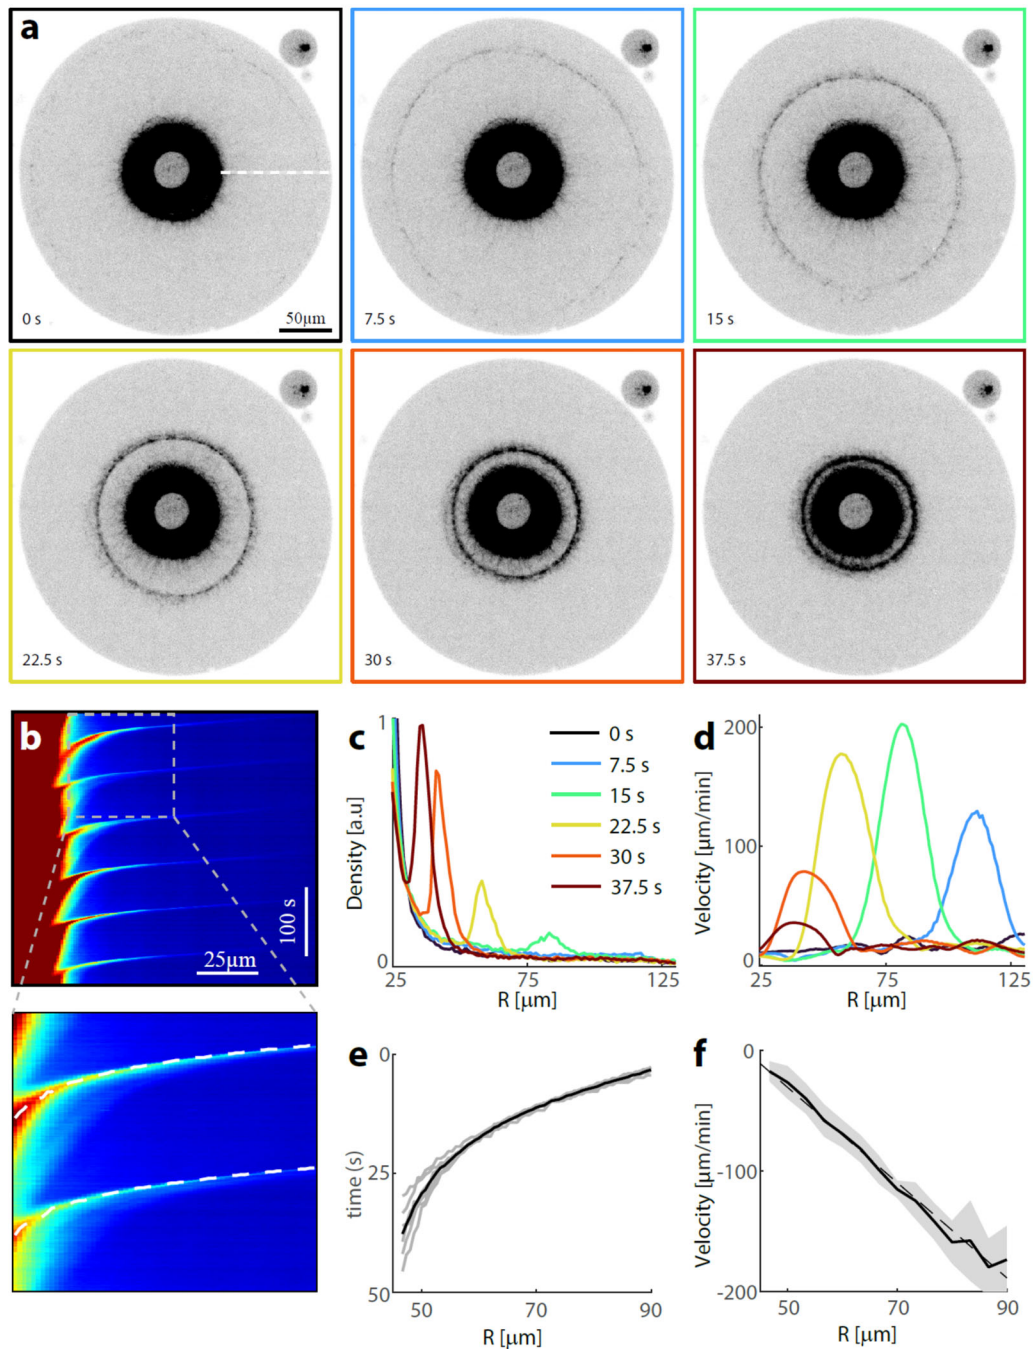 a
0 s
50μm
7.5 s
15 s
22.5 s
30 s
37.5 s
b
100 s
25μm
c
1
Density [a.u]
0
25
75
125
R [μm]
0 s
7.5 s
15 s
22.5 s
30 s
37.5 s
d
200
100
0
Velocity [μm/min]
25
75
125
R [μm]
e
0
25
50
time (s)
50
70
90
R [μm]
f
0
-100
-200
Velocity [μm/min]
50
70
90
R [μm]